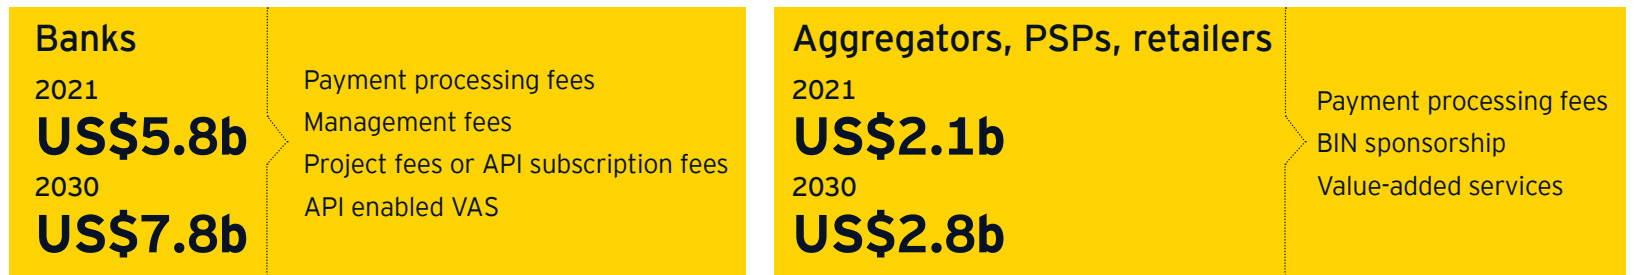 Banks
2021
US$5.8b
2030
US$7.8b
Payment processing fees
Management fees
Project fees or API subscription fees
API enabled VAS
Aggregators, PSPs, retailers
2021
US$2.1b
2030
US$2.8b
Payment processing fees
BIN sponsorship
Value-added services